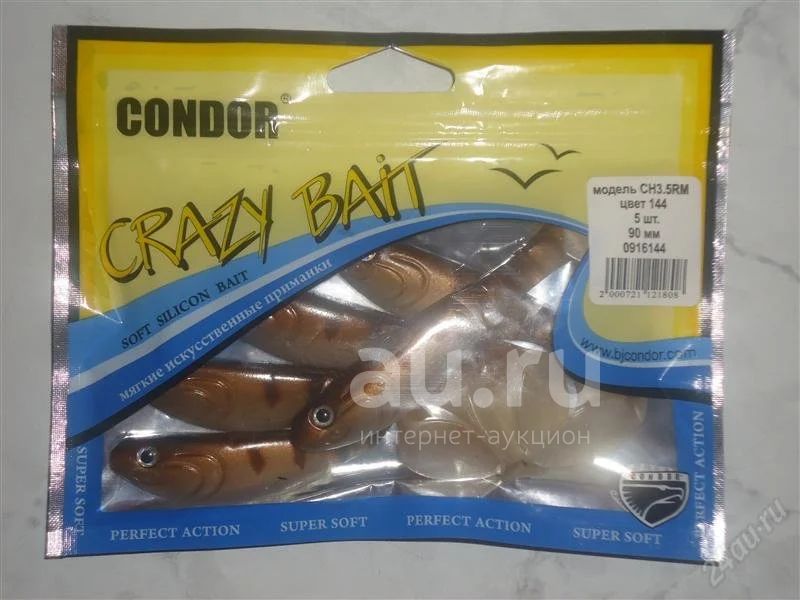 CONDOR®
CRAZY BAIT
SOFT SILICON BAIT
мягкие искусственные приманки
модель CH3.5RM
цвет 144
5 шт.
90 мм
0916144
2 000721 121808
www.bjcondor.com
au.ru
интернет-аукцион
CONDOR
SUPER SOFT
PERFECT ACTION
PERFECT ACTION
SUPER SOFT
PERFECT ACTION
SUPER SOFT
24au.ru